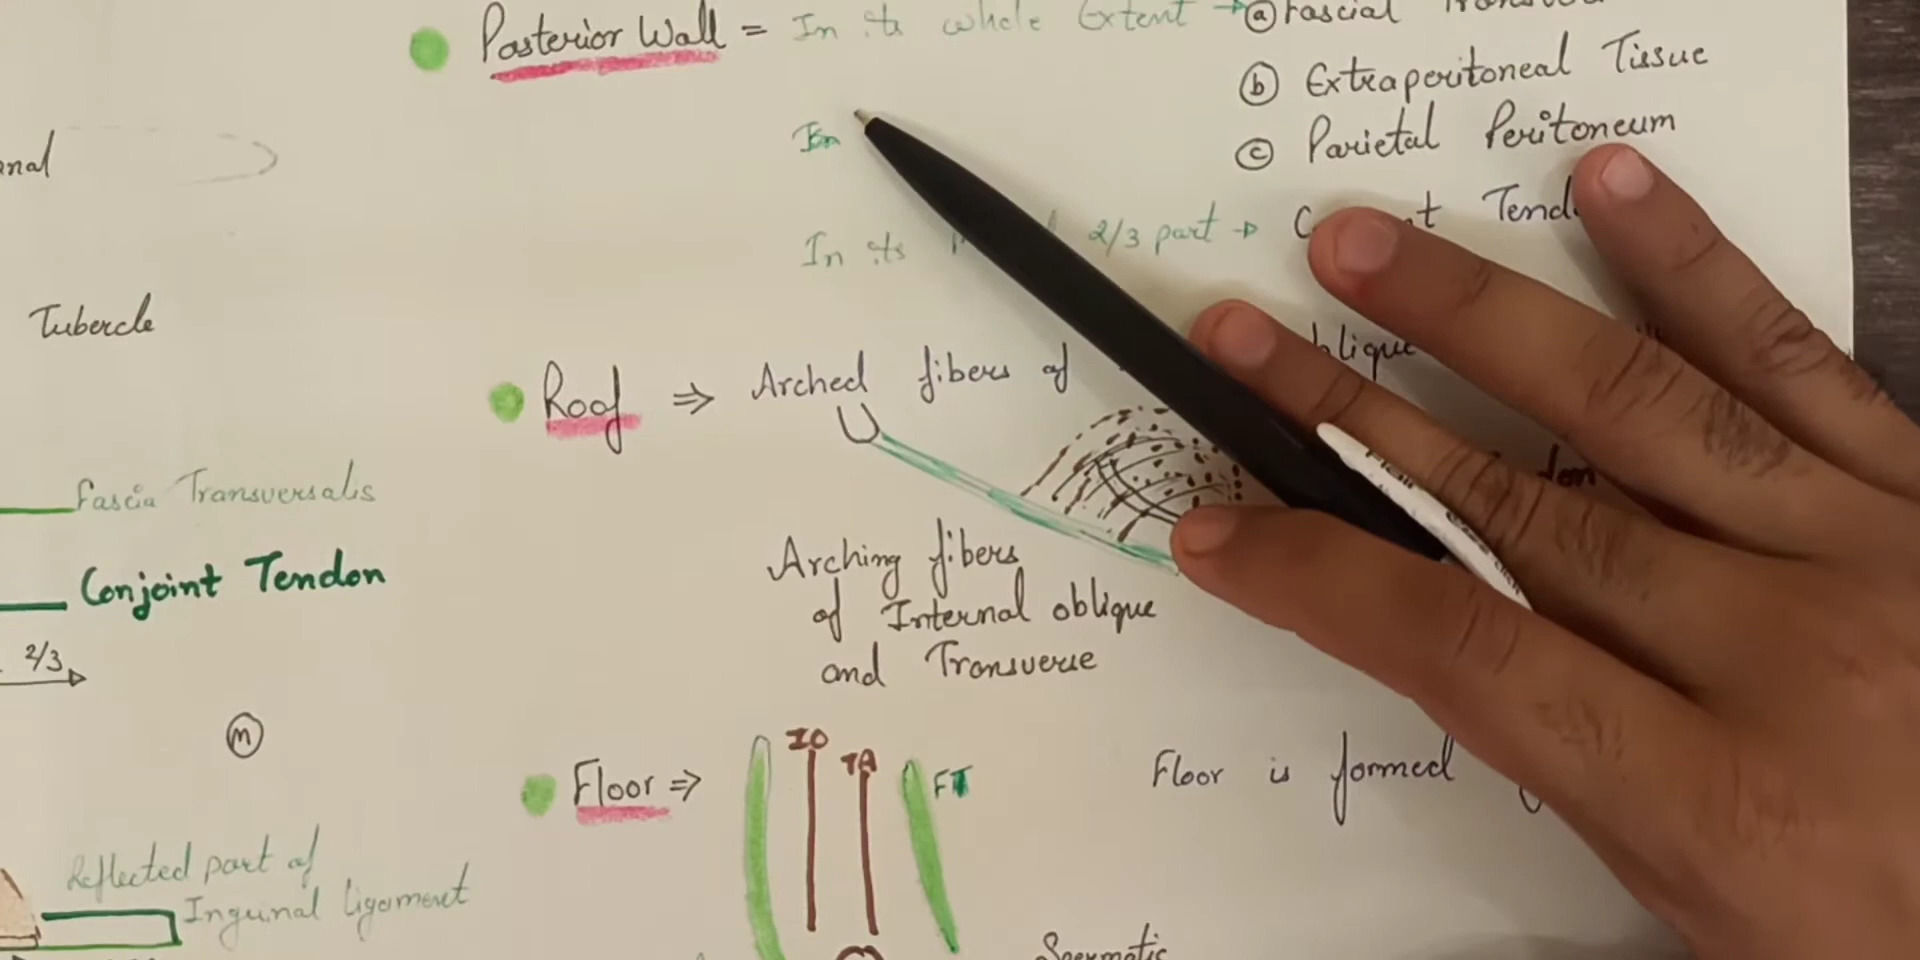 Posterior Wall = In its whole Extent → ⓐ Fascial
ⓑ Extraperitoneal Tissue
ⓒ Parietal Peritoneum
In
In its 2/3 part →
Roof ⇒ Arched fibers of
Arching fibers
of Internal oblique
and Transverse
Floor ⇒
IO
TA
FT
Floor is formed
Spermatic
Tubercle
Fascia Transversalis
Conjoint Tendon
2/3
M
Reflected part of
Inguinal ligament